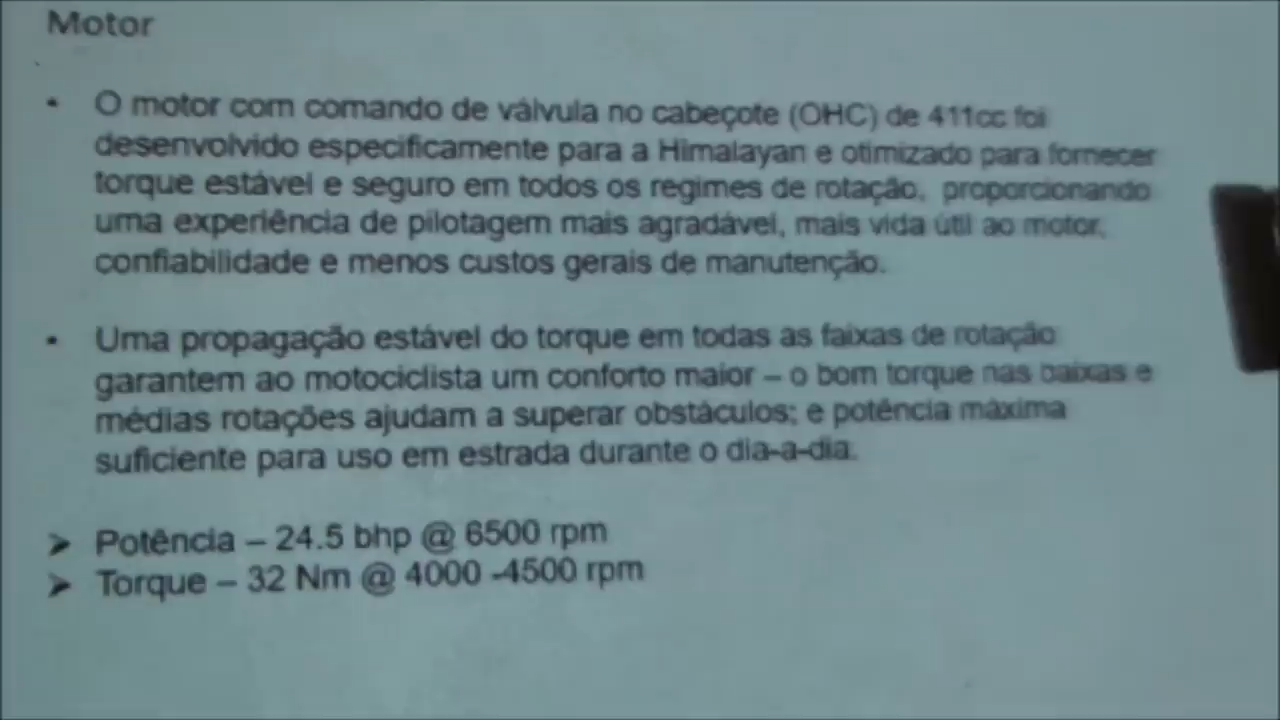 Motor
• O motor com comando de válvula no cabeçote (OHC) de 411cc foi
desenvolvido especificamente para a Himalayan e otimizado para fornecer
torque estável e seguro em todos os regimes de rotação, proporcionando
uma experiência de pilotagem mais agradável, mais vida útil ao motor,
confiabilidade e menos custos gerais de manutenção.
• Uma propagação estável do torque em todas as faixas de rotação
garantem ao motociclista um conforto maior – o bom torque nas baixas e
médias rotações ajudam a superar obstáculos; e potência máxima
suficiente para uso em estrada durante o dia-a-dia.
➤ Potência – 24.5 bhp @ 6500 rpm
➤ Torque – 32 Nm @ 4000 -4500 rpm